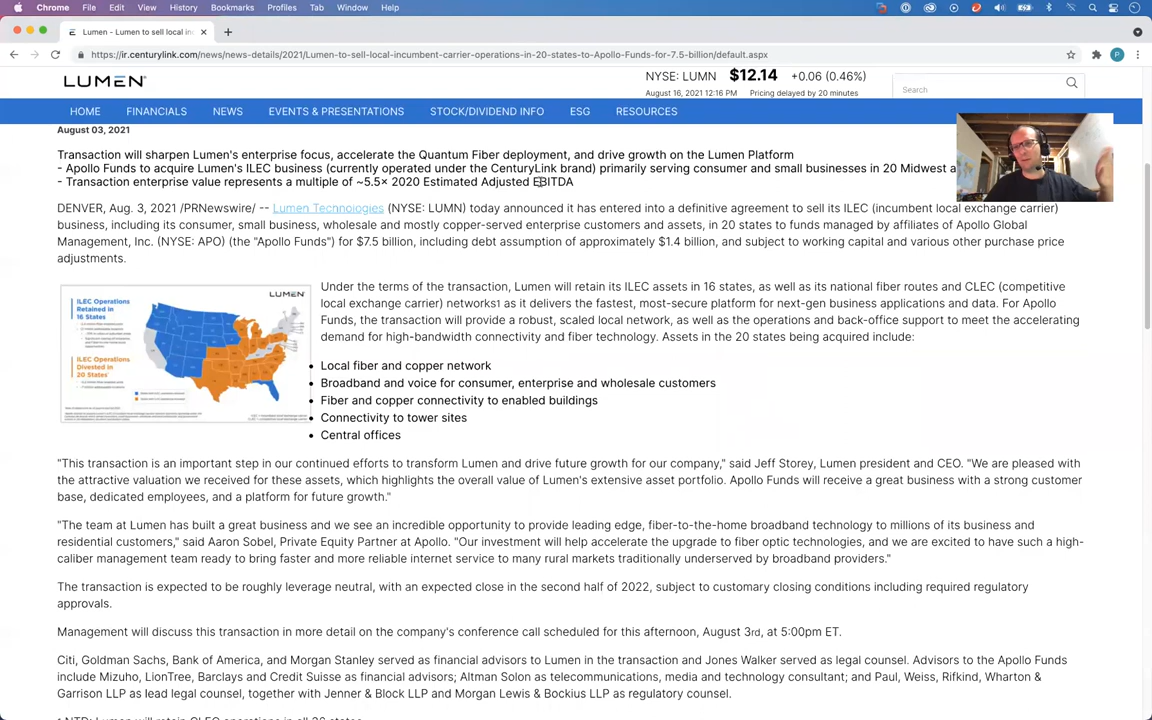 Chrome File Edit View History Bookmarks Profiles Tab Window Help
Lumen - Lumen to sell local in
https://ir.centurylink.com/news/news-details/2021/Lumen-to-sell-local-incumbent-carrier-operations-in-20-states-to-Apollo-Funds-for-7.5-billion/default.aspx
P
LUMEN®
NYSE: LUMN $12.14 +0.06 (0.46%)
August 16, 2021 12:16 PM Pricing delayed by 20 minutes
Search
HOME FINANCIALS NEWS EVENTS & PRESENTATIONS STOCK/DIVIDEND INFO ESG RESOURCES
August 03, 2021
Transaction will sharpen Lumen's enterprise focus, accelerate the Quantum Fiber deployment, and drive growth on the Lumen Platform
- Apollo Funds to acquire Lumen's ILEC business (currently operated under the CenturyLink brand) primarily serving consumer and small businesses in 20 Midwest a
- Transaction enterprise value represents a multiple of ~5.5× 2020 Estimated Adjusted EBITDA
DENVER, Aug. 3, 2021 /PRNewswire/ -- Lumen Technologies (NYSE: LUMN) today announced it has entered into a definitive agreement to sell its ILEC (incumbent local exchange carrier)
business, including its consumer, small business, wholesale and mostly copper-served enterprise customers and assets, in 20 states to funds managed by affiliates of Apollo Global
Management, Inc. (NYSE: APO) (the "Apollo Funds") for $7.5 billion, including debt assumption of approximately $1.4 billion, and subject to working capital and various other purchase price
adjustments.
LUMEN®
ILEC Operations
Retained in
16 States
ILEC Operations
Divested in
20 States
Under the terms of the transaction, Lumen will retain its ILEC assets in 16 states, as well as its national fiber routes and CLEC (competitive
local exchange carrier) networks1 as it delivers the fastest, most-secure platform for next-gen business applications and data. For Apollo
Funds, the transaction will provide a robust, scaled local network, as well as the operations and back-office support to meet the accelerating
demand for high-bandwidth connectivity and fiber technology. Assets in the 20 states being acquired include:
• Local fiber and copper network
• Broadband and voice for consumer, enterprise and wholesale customers
• Fiber and copper connectivity to enabled buildings
• Connectivity to tower sites
• Central offices
"This transaction is an important step in our continued efforts to transform Lumen and drive future growth for our company," said Jeff Storey, Lumen president and CEO. "We are pleased with
the attractive valuation we received for these assets, which highlights the overall value of Lumen's extensive asset portfolio. Apollo Funds will receive a great business with a strong customer
base, dedicated employees, and a platform for future growth."
"The team at Lumen has built a great business and we see an incredible opportunity to provide leading edge, fiber-to-the-home broadband technology to millions of its business and
residential customers," said Aaron Sobel, Private Equity Partner at Apollo. "Our investment will help accelerate the upgrade to fiber optic technologies, and we are excited to have such a high-
caliber management team ready to bring faster and more reliable internet service to many rural markets traditionally underserved by broadband providers."
The transaction is expected to be roughly leverage neutral, with an expected close in the second half of 2022, subject to customary closing conditions including required regulatory
approvals.
Management will discuss this transaction in more detail on the company's conference call scheduled for this afternoon, August 3rd, at 5:00pm ET.
Citi, Goldman Sachs, Bank of America, and Morgan Stanley served as financial advisors to Lumen in the transaction and Jones Walker served as legal counsel. Advisors to the Apollo Funds
include Mizuho, LionTree, Barclays and Credit Suisse as financial advisors; Altman Solon as telecommunications, media and technology consultant; and Paul, Weiss, Rifkind, Wharton &
Garrison LLP as lead legal counsel, together with Jenner & Block LLP and Morgan Lewis & Bockius LLP as regulatory counsel.